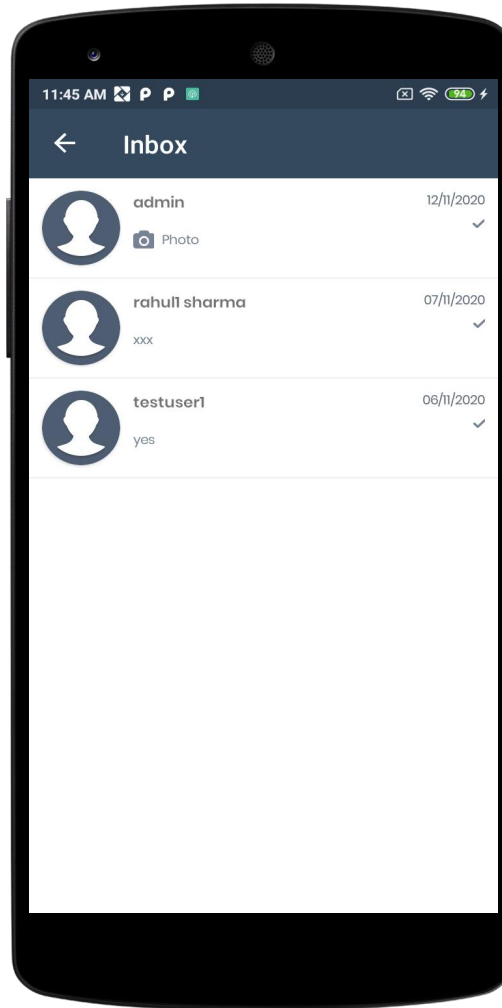 11:45 AM
94
Inbox
admin
12/11/2020
Photo
rahul1 sharma
07/11/2020
xxx
testuser1
06/11/2020
yes